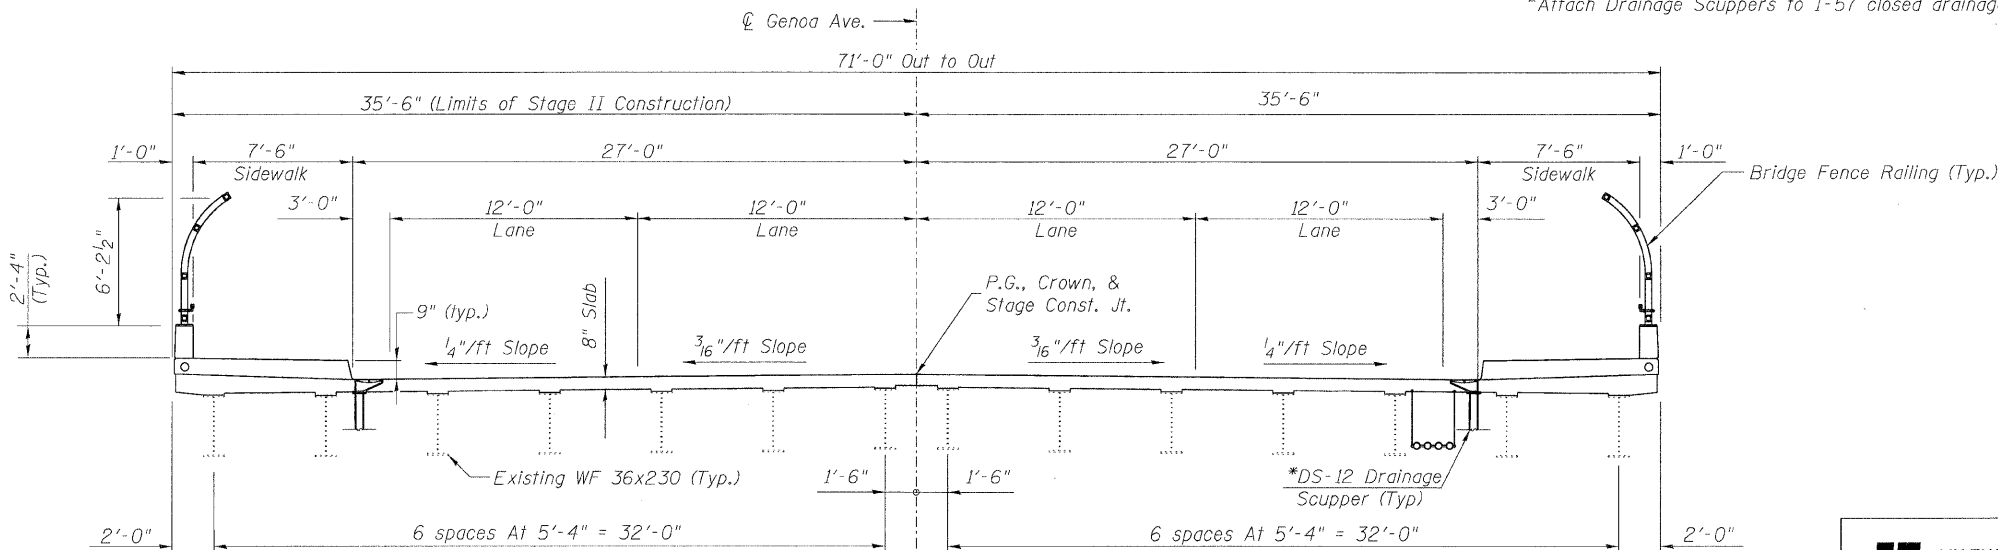 *Attach Drainage Scuppers to I-57 closed drainag
℄ Genoa Ave.
71'-0" Out to Out
35'-6" (Limits of Stage II Construction)
35'-6"
1'-0"
7'-6"
Sidewalk
27'-0"
27'-0"
7'-6"
Sidewalk
1'-0"
Bridge Fence Railing (Typ.)
3'-0"
12'-0"
Lane
12'-0"
Lane
12'-0"
Lane
12'-0"
Lane
3'-0"
2'-4"
(Typ.)
6'-2½"
9" (typ.)
8" Slab
P.G., Crown, &
Stage Const. Jt.
1/4"/ft Slope
3/16"/ft Slope
3/16"/ft Slope
1/4"/ft Slope
Existing WF 36x230 (Typ.)
1'-6"
1'-6"
*DS-12 Drainage
Scupper (Typ)
2'-0"
6 spaces At 5'-4" = 32'-0"
6 spaces At 5'-4" = 32'-0"
2'-0"